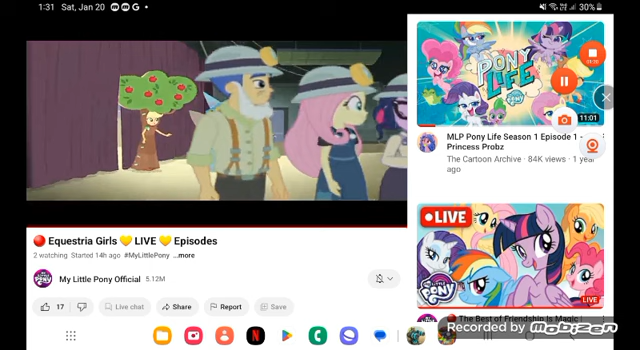 1:31 Sat, Jan 20
30%
PONY
LIFE
11:01
MLP Pony Life Season 1 Episode 1 -
Princess Probz
The Cartoon Archive · 84K views · 1 year
ago
🔴 Equestria Girls 💛 LIVE 💛 Episodes
2 watching Started 14h ago #MyLittlePony ...more
My Little Pony Official 5.12M
17
Live chat
Share
Report
Save
LIVE
LIVE
The Best of Friendship Is Magic
Recorded by mobizen